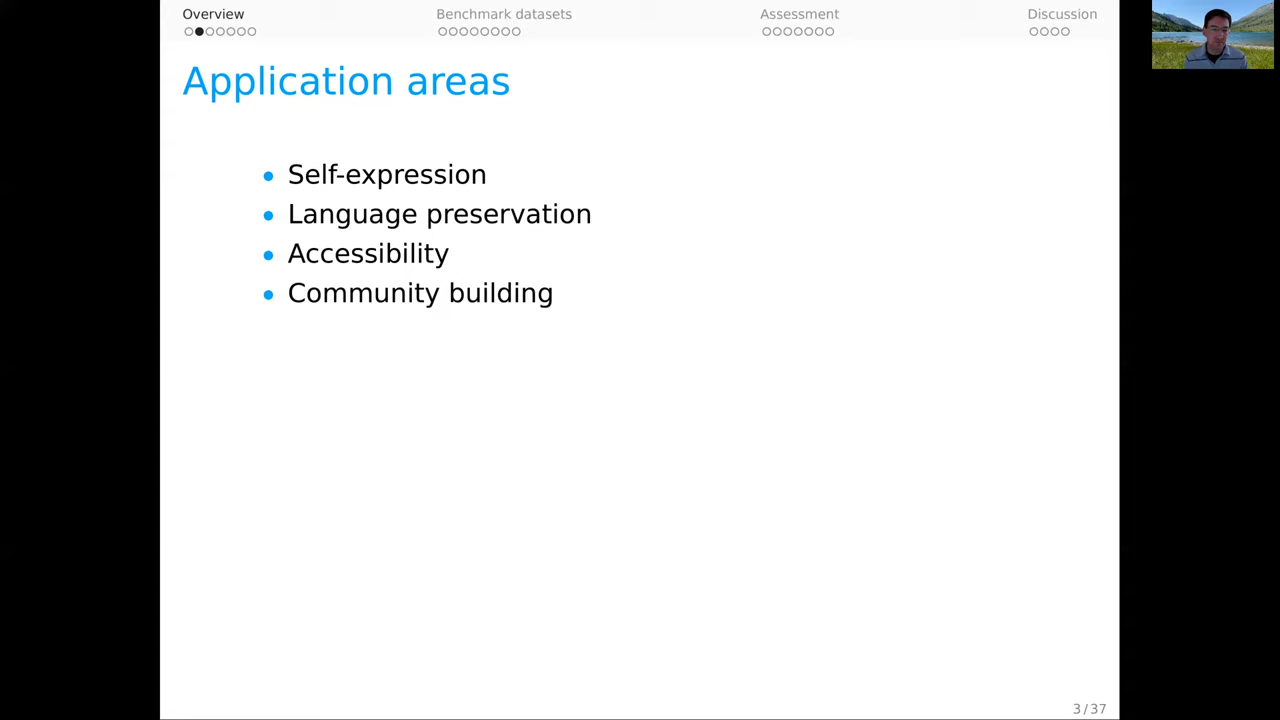 Overview
Benchmark datasets
Assessment
Discussion
Application areas
Self-expression
Language preservation
Accessibility
Community building
3 / 37